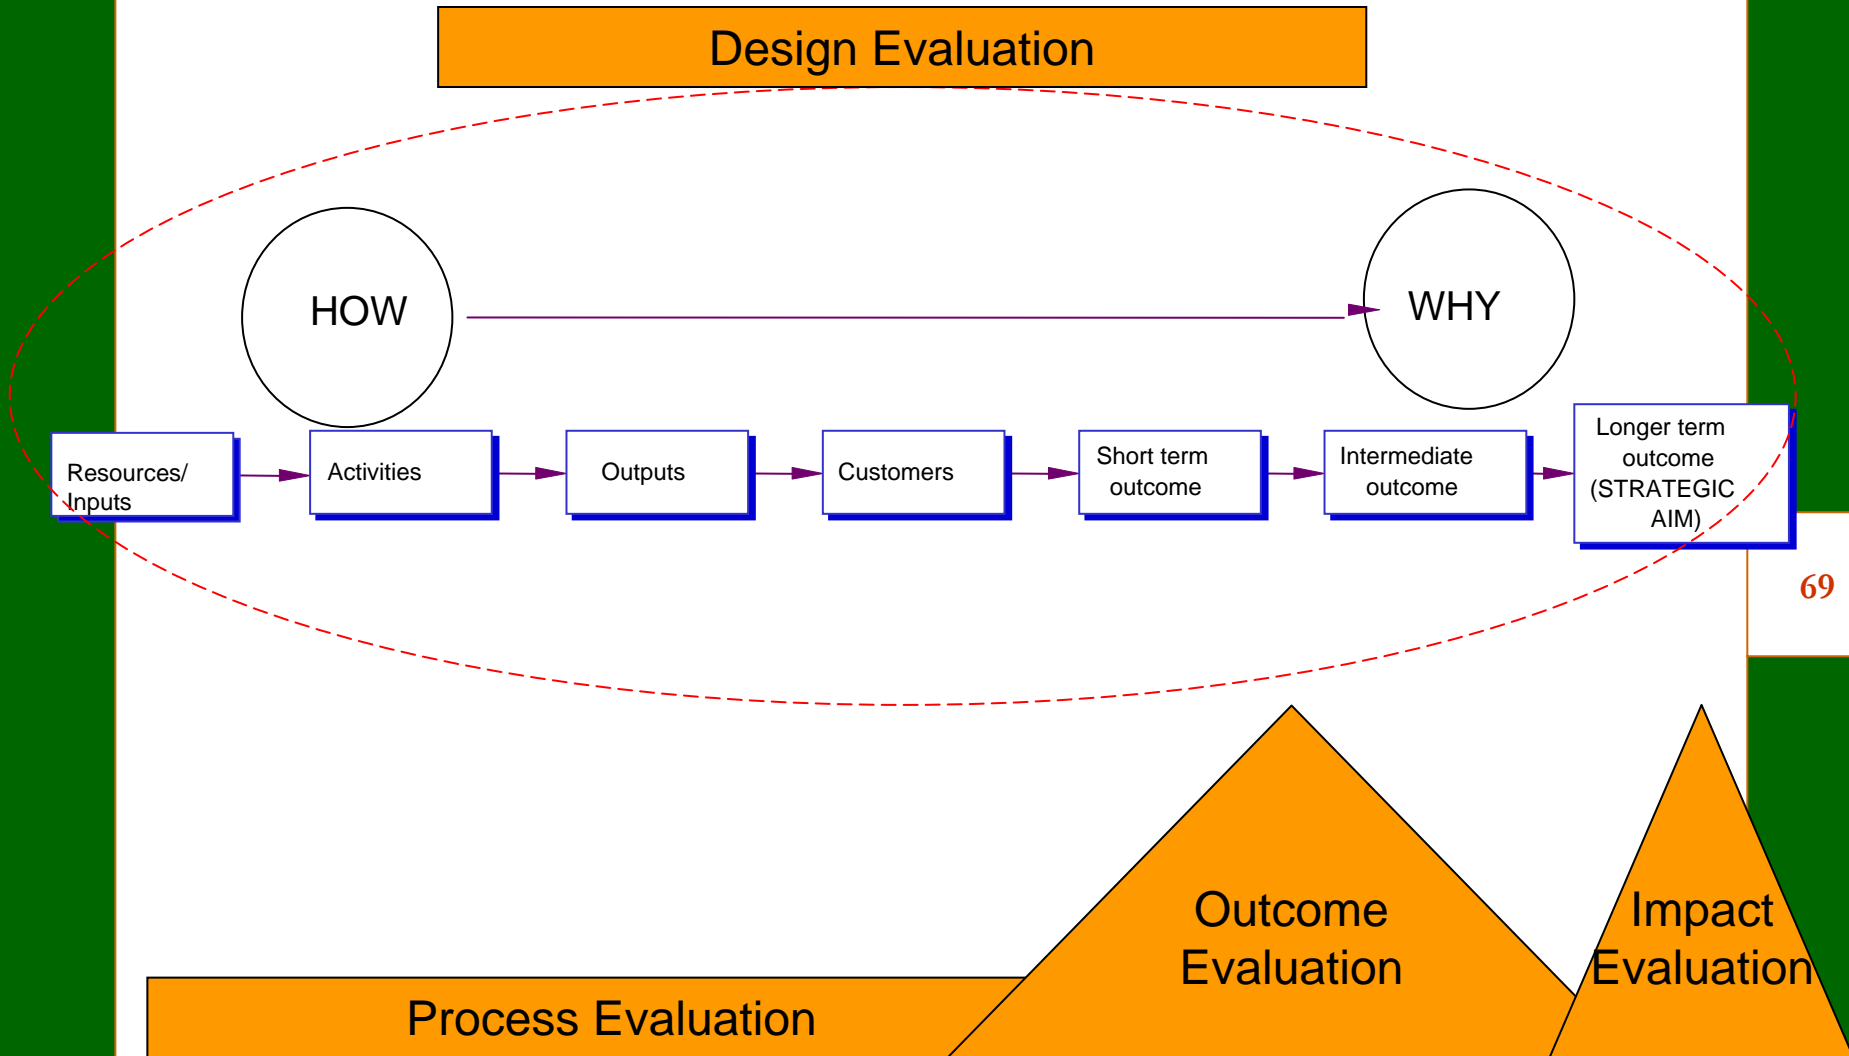 Design Evaluation
HOW
WHY
Resources/
Inputs
Activities
Outputs
Customers
Short term
outcome
Intermediate
outcome
Longer term
outcome
(STRATEGIC
AIM)
69
Outcome
Evaluation
Impact
Evaluation
Process Evaluation